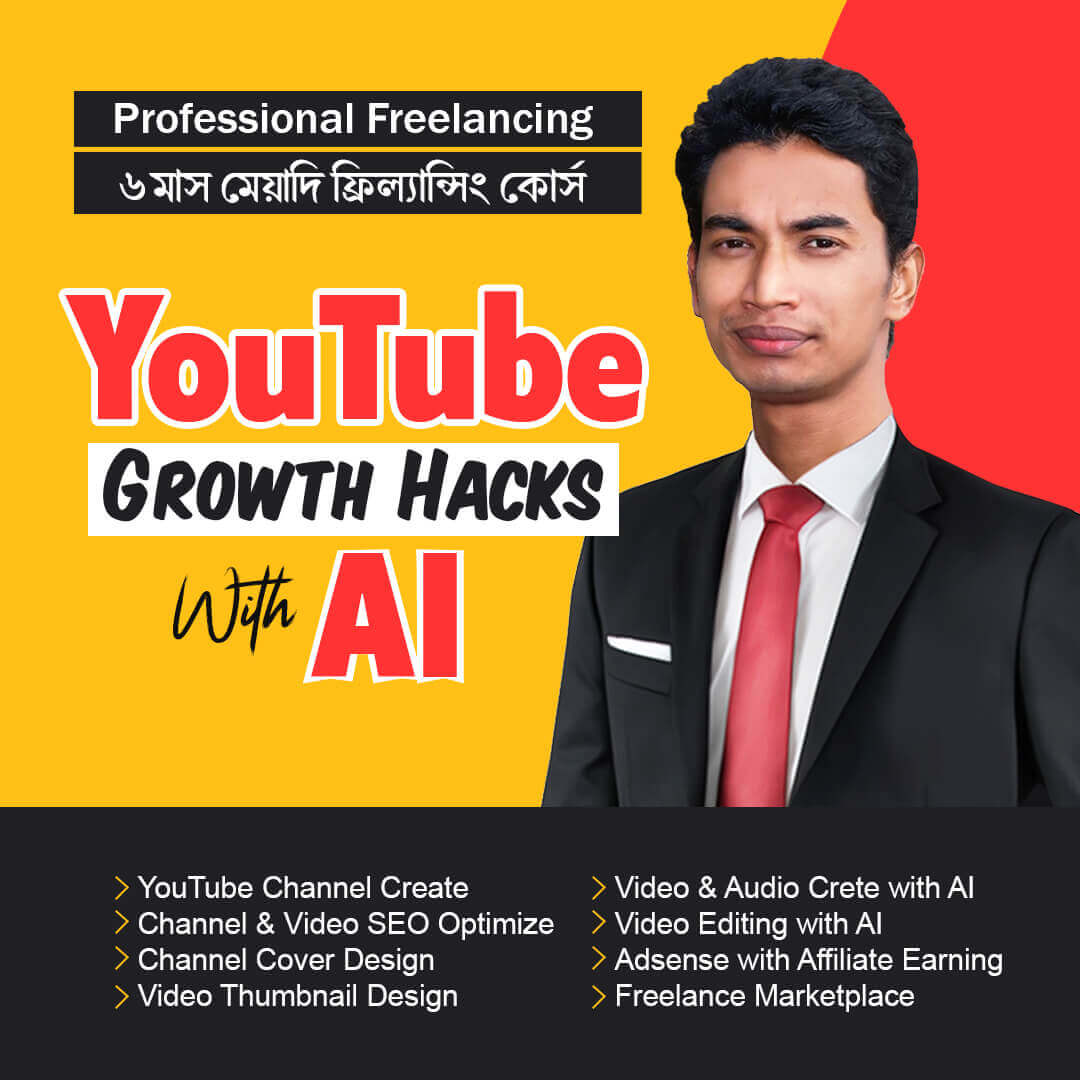 Professional Freelancing
৬ মাস মেয়াদি ফ্রিল্যান্সিং কোর্স
YouTube
Growth Hacks
With AI
YouTube Channel Create
Channel & Video SEO Optimize
Channel Cover Design
Video Thumbnail Design
Video & Audio Crete with AI
Video Editing with AI
Adsense with Affiliate Earning
Freelance Marketplace